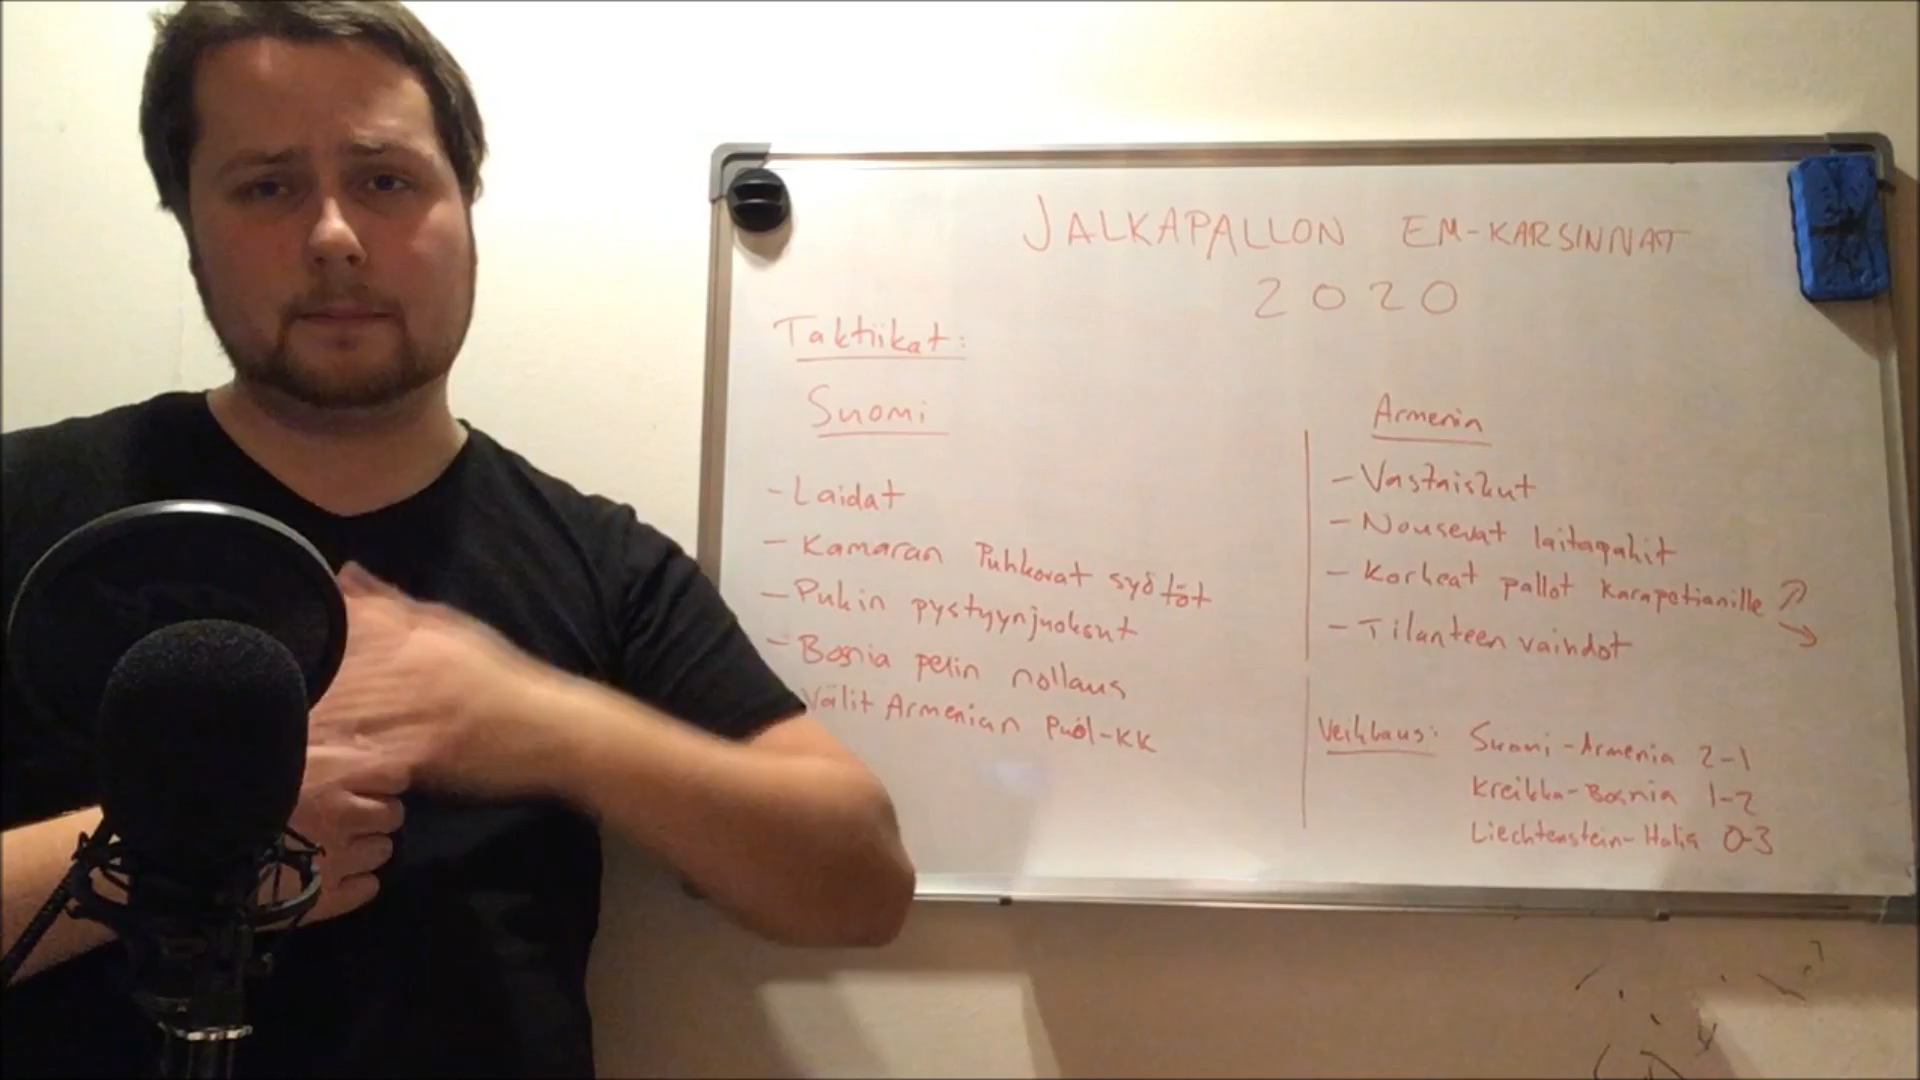 JALKAPALLON EM-KARSINNAT
2020
Taktiikat:
Suomi
- Laidat
- Kamaran Puhkovat syötöt
- Pukin pystyynjuoksut
- Bosnia pelin nollaus
Välit Armenian Puol-KK
Armenia
- Vastaiskut
- Nousevat laitapakit
- Korkeat pallot Karapetianille
- Tilanteen vaihdot
Veikkaus: Suomi - Armenia 2-1
Kreikka - Bosnia 1-2
Liechtenstein - Italia 0-3